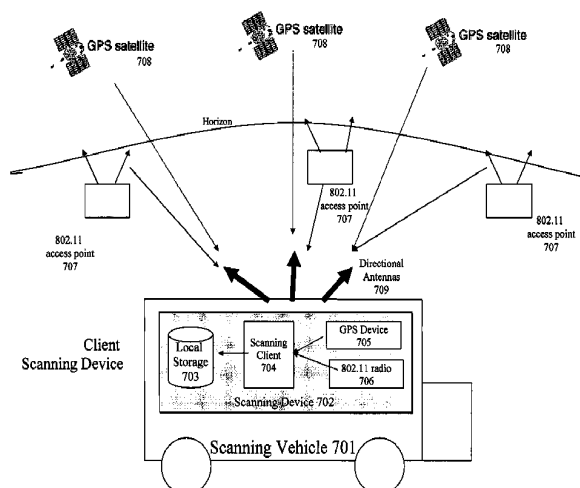 GPS satellite
708
GPS satellite
708
GPS satellite
708
Horizon
802.11
access point
707
802.11
access point
707
802.11
access point
707
Directional
Antennas
709
Client
Scanning Device
Local
Storage
703
Scanning
Client
704
GPS Device
705
802.11 radio
706
Scanning Device 702
Scanning Vehicle 701